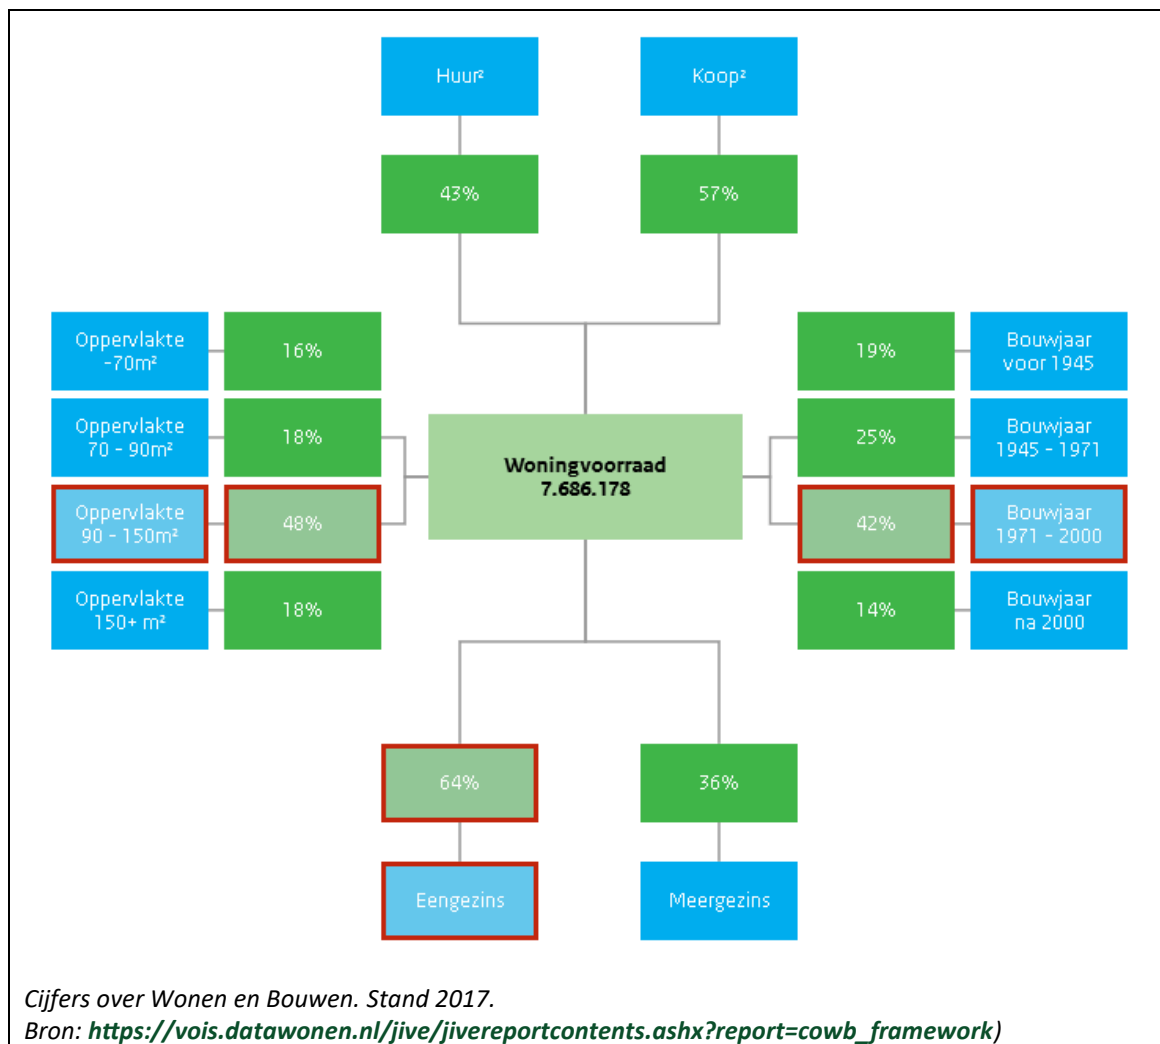 Huur²
Koop²
43%
57%
Oppervlakte
-70m²
16%
19%
Bouwjaar
voor 1945
Oppervlakte
70 - 90m²
18%
25%
Bouwjaar
1945 - 1971
Woningvoorraad
7.686.178
Oppervlakte
90 - 150m²
48%
42%
Bouwjaar
1971 - 2000
Oppervlakte
150+ m²
18%
14%
Bouwjaar
na 2000
64%
36%
Eengezins
Meergezins
Cijfers over Wonen en Bouwen. Stand 2017.
Bron: https://vois.datawonen.nl/jive/jivereportcontents.ashx?report=cowb_framework)